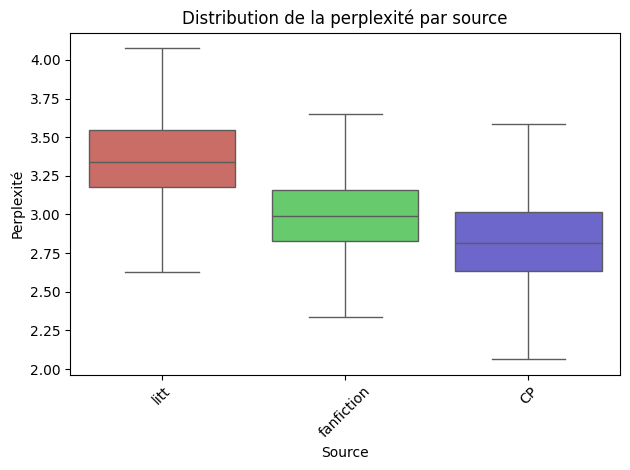 Distribution de la perplexité par source
Perplexité
4.00
3.75
3.50
3.25
3.00
2.75
2.50
2.25
2.00
litt
fanfiction
CP
Source